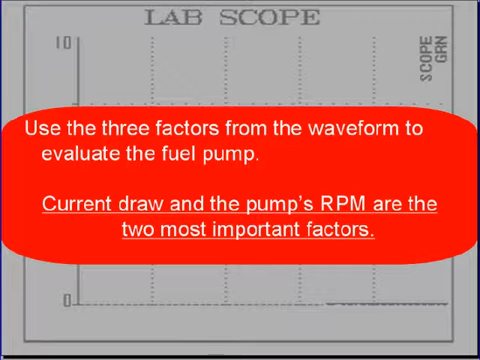 LAB SCOPE
10
SCOPE
GRN
Use the three factors from the waveform to
evaluate the fuel pump.
Current draw and the pump's RPM are the
two most important factors.
0